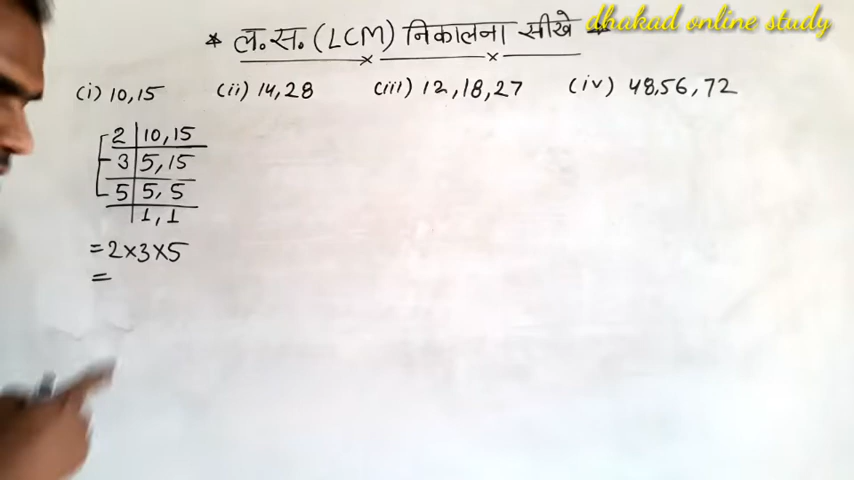 * ल.स. (LCM) निकालना सीखे *
dhakad online study
(i) 10,15 (ii) 14,28 (iii) 12,18,27 (iv) 48,56,72
2 | 10, 15
3 | 5, 15
5 | 5, 5
1, 1
= 2×3×5
=